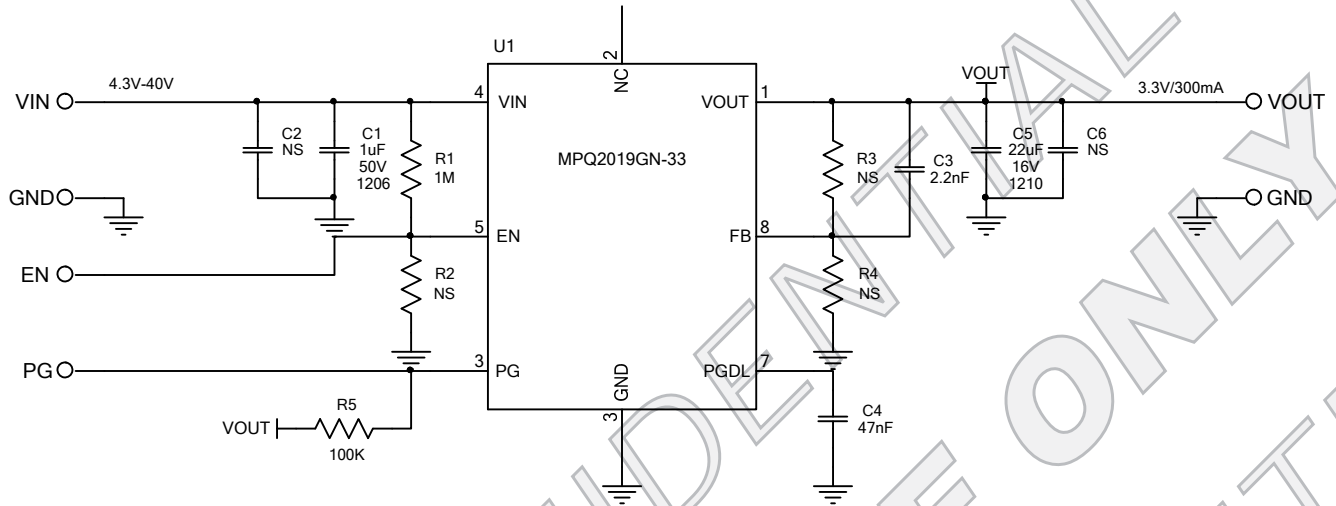 U1
2
NC
4.3V-40V
VIN
4
VIN
VOUT
1
VOUT
3.3V/300mA
VOUT
C2
NS
C1
1uF
50V
1206
R1
1M
MPQ2019GN-33
R3
NS
C3
2.2nF
C5
22uF
16V
1210
C6
NS
GND
GND
5
EN
FB
8
EN
R2
NS
R4
NS
PG
3
PG
PGDL
7
GND
3
VOUT
R5
100K
C4
47nF
DENTIAL
E ONLY